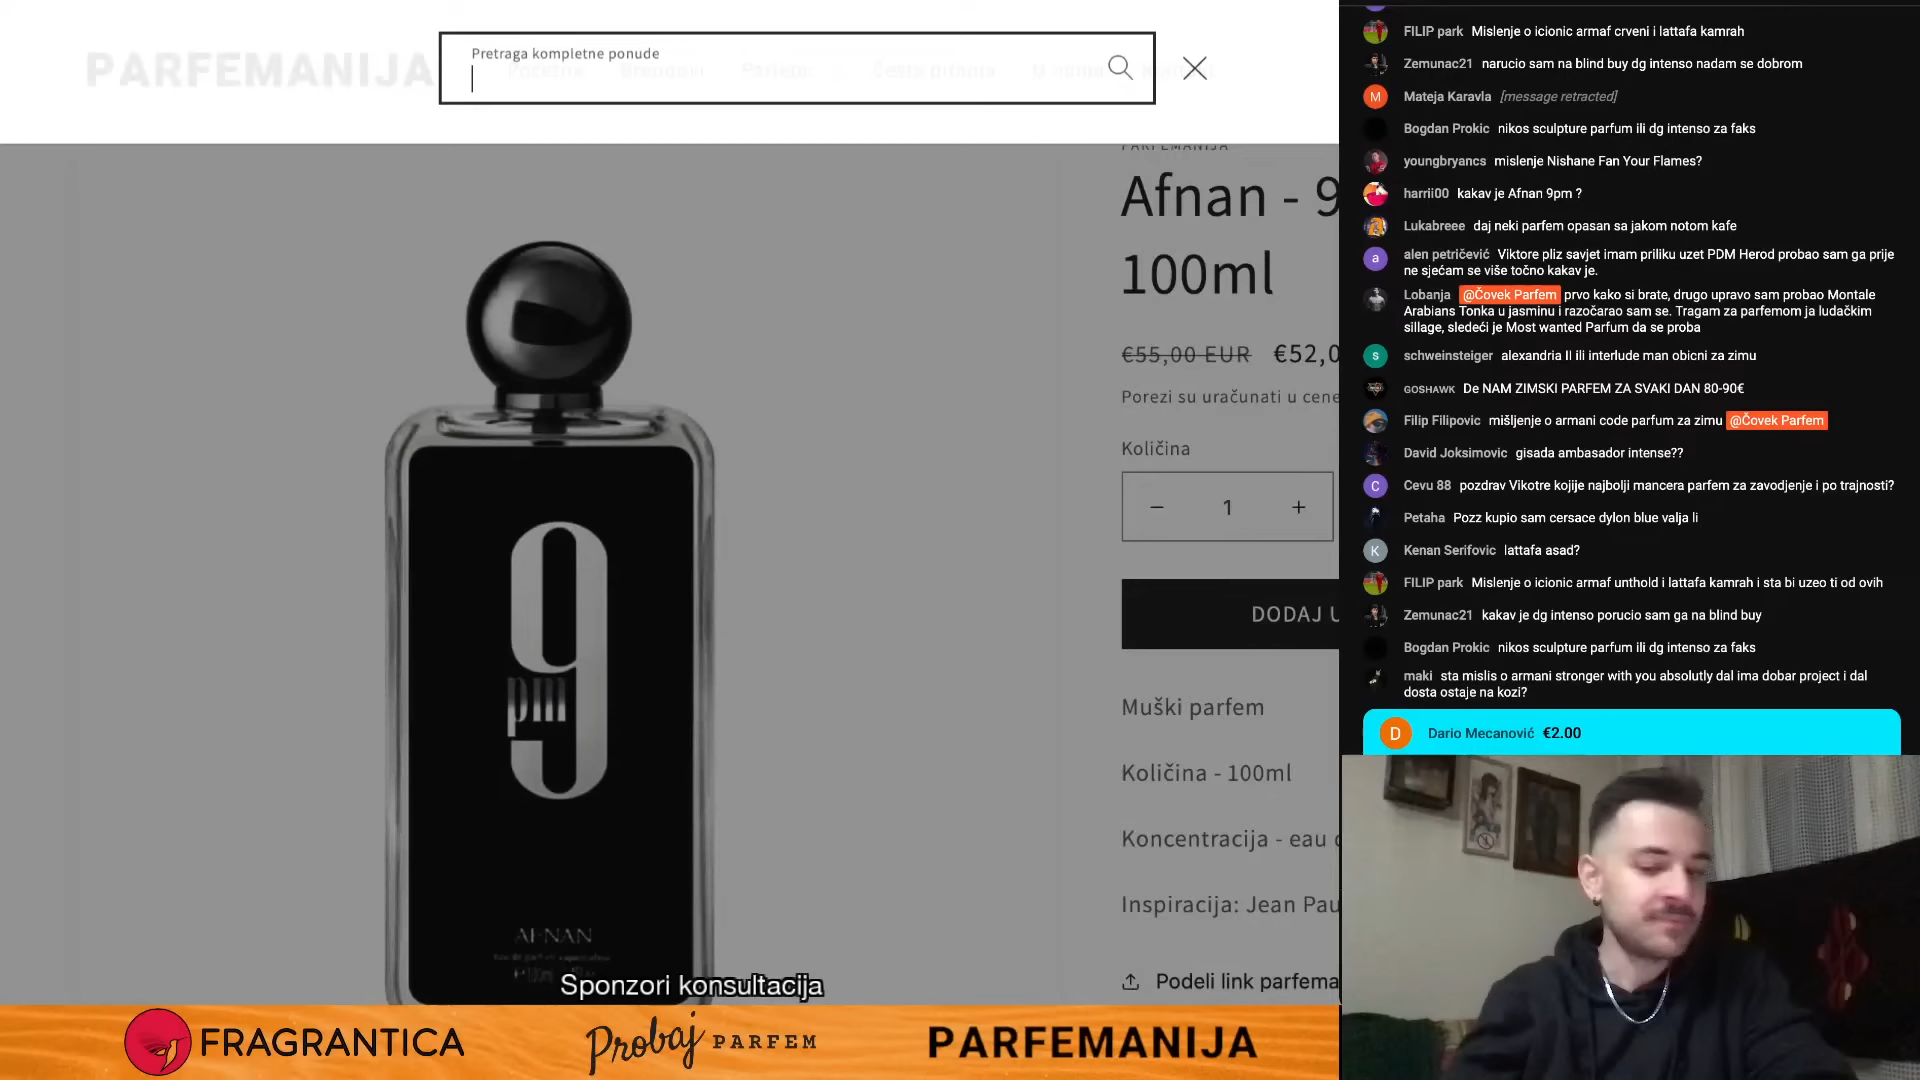 PARFEMANIJA
Pretraga kompletne ponude
PARFEMANIJA
Afnan - 9
100ml
€55,00 EUR €52,0
Porezi su uračunati u cene
Količina
− 1 +
DODAJ U
Muški parfem
Količina - 100ml
Koncentracija - eau d
Inspiracija: Jean Pau
Podeli link parfema
9
pm
AFNAN
Sponzori konsultacija
FRAGRANTICA
Probaj PARFEM
PARFEMANIJA
FILIP park Mislenje o icionic armaf crveni i lattafa kamrah
Zemunac21 narucio sam na blind buy dg intenso nadam se dobrom
M Mateja Karavla [message retracted]
Bogdan Prokic nikos sculpture parfum ili dg intenso za faks
youngbryancs mislenje Nishane Fan Your Flames?
harrii00 kakav je Afnan 9pm ?
Lukabreee daj neki parfem opasan sa jakom notom kafe
a alen petričević Viktore pliz savjet imam priliku uzet PDM Herod probao sam ga prije
ne sjećam se više točno kakav je.
Lobanja @Čovek Parfem prvo kako si brate, drugo upravo sam probao Montale
Arabians Tonka u jasminu i razočarao sam se. Tragam za parfemom ja ludačkim
sillage, sledeći je Most wanted Parfum da se proba
s schweinsteiger alexandria II ili interlude man obicni za zimu
GOSHAWK De NAM ZIMSKI PARFEM ZA SVAKI DAN 80-90€
Filip Filipovic mišljenje o armani code parfum za zimu @Čovek Parfem
David Joksimovic gisada ambasador intense??
C Cevu 88 pozdrav Vikotre kojije najbolji mancera parfem za zavodjenje i po trajnosti?
Petaha Pozz kupio sam cersace dylon blue valja li
K Kenan Serifovic lattafa asad?
FILIP park Mislenje o icionic armaf unthold i lattafa kamrah i sta bi uzeo ti od ovih
Zemunac21 kakav je dg intenso porucio sam ga na blind buy
Bogdan Prokic nikos sculpture parfum ili dg intenso za faks
maki sta mislis o armani stronger with you absolutly dal ima dobar project i dal
dosta ostaje na kozi?
D Dario Mecanović €2.00